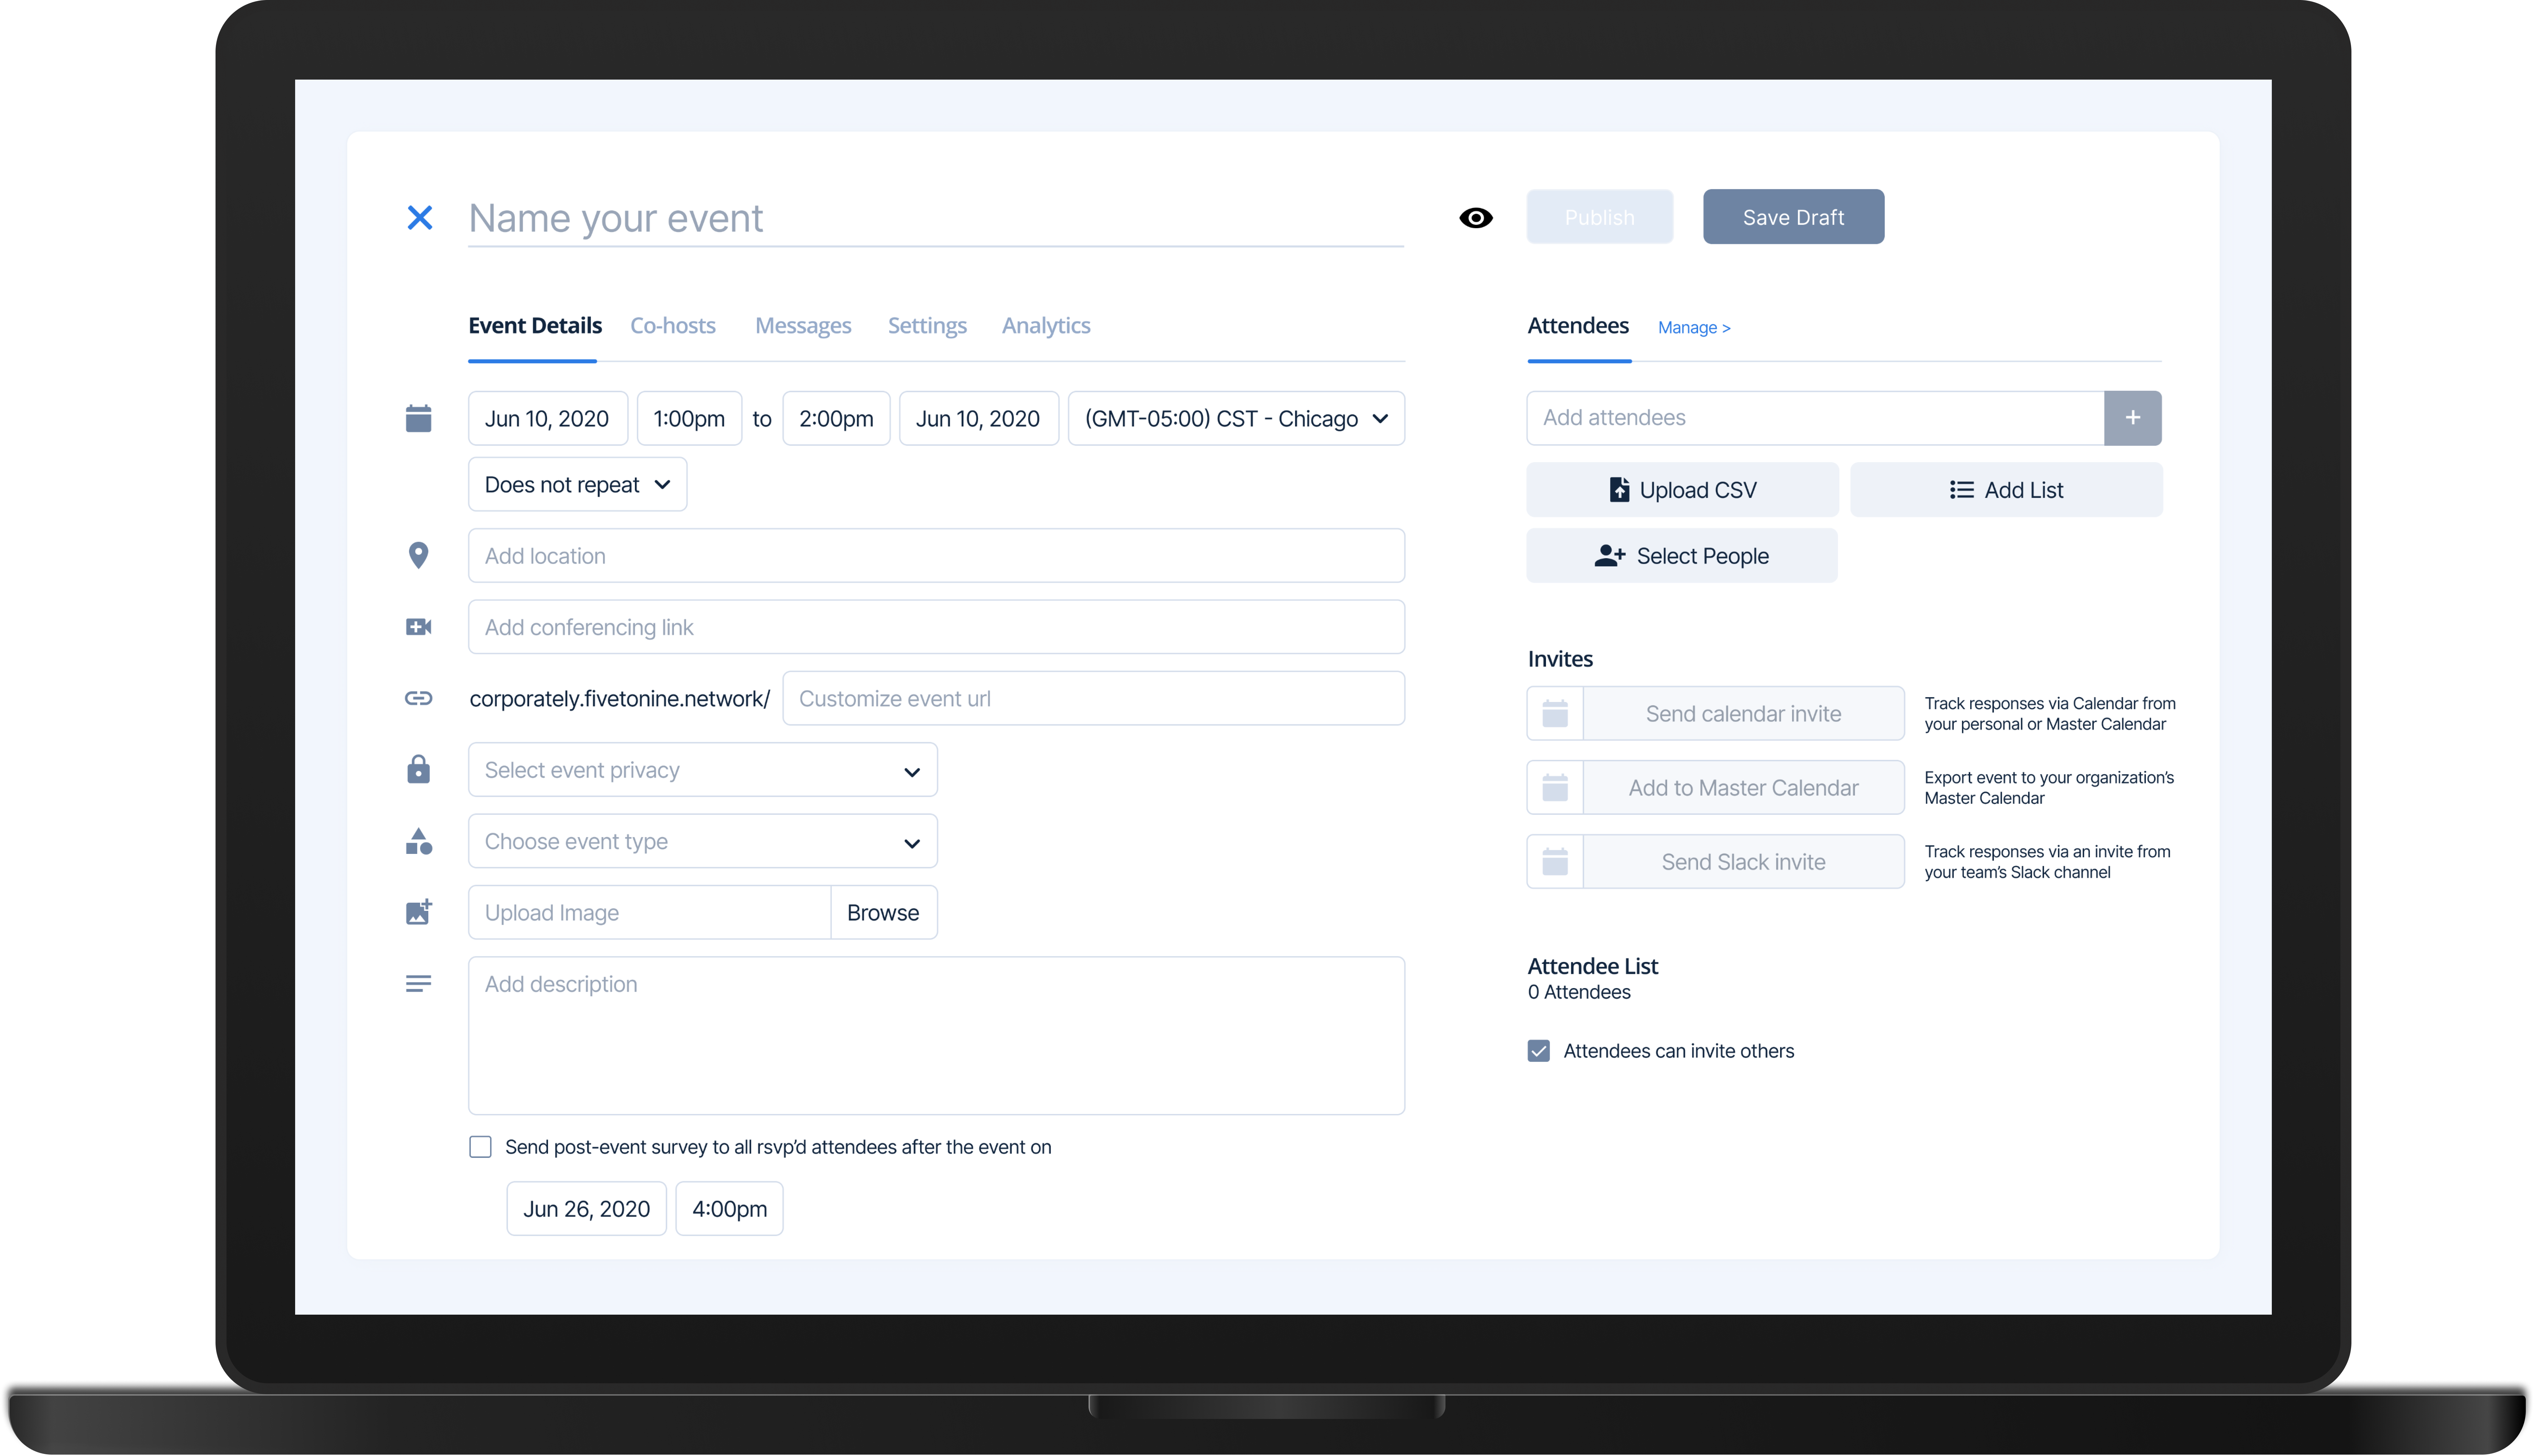 Name your event
Publish
Save Draft
Event Details Co-hosts Messages Settings Analytics
Jun 10, 2020 1:00pm to 2:00pm Jun 10, 2020 (GMT-05:00) CST - Chicago
Does not repeat
Add location
Add conferencing link
corporately.fivetonine.network/ Customize event url
Select event privacy
Choose event type
Upload Image Browse
Add description
Send post-event survey to all rsvp’d attendees after the event on
Jun 26, 2020 4:00pm
Attendees Manage >
Add attendees +
Upload CSV Add List
Select People
Invites
Send calendar invite
Track responses via Calendar from
your personal or Master Calendar
Add to Master Calendar
Export event to your organization’s
Master Calendar
Send Slack invite
Track responses via an invite from
your team’s Slack channel
Attendee List
0 Attendees
Attendees can invite others